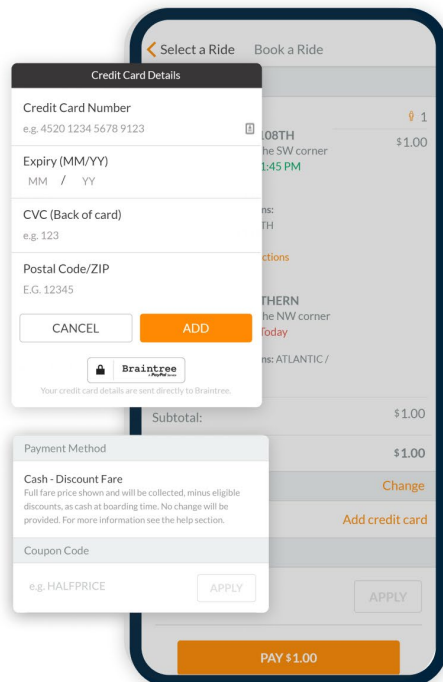 Select a Ride Book a Ride
Credit Card Details
Credit Card Number
e.g. 4520 1234 5678 9123
Expiry (MM/YY)
MM / YY
CVC (Back of card)
e.g. 123
Postal Code/ZIP
E.G. 12345
CANCEL
ADD
Braintree
A PayPal Service
Your credit card details are sent directly to Braintree.
1
108TH
$1.00
he SW corner
1:45 PM
ns:
TH
ctions
THERN
he NW corner
Today
ns: ATLANTIC /
Subtotal: $1.00
$1.00
Change
Add credit card
APPLY
PAY $1.00
Payment Method
Cash - Discount Fare
Full fare price shown and will be collected, minus eligible
discounts, as cash at boarding time. No change will be
provided. For more information see the help section.
Coupon Code
e.g. HALFPRICE
APPLY